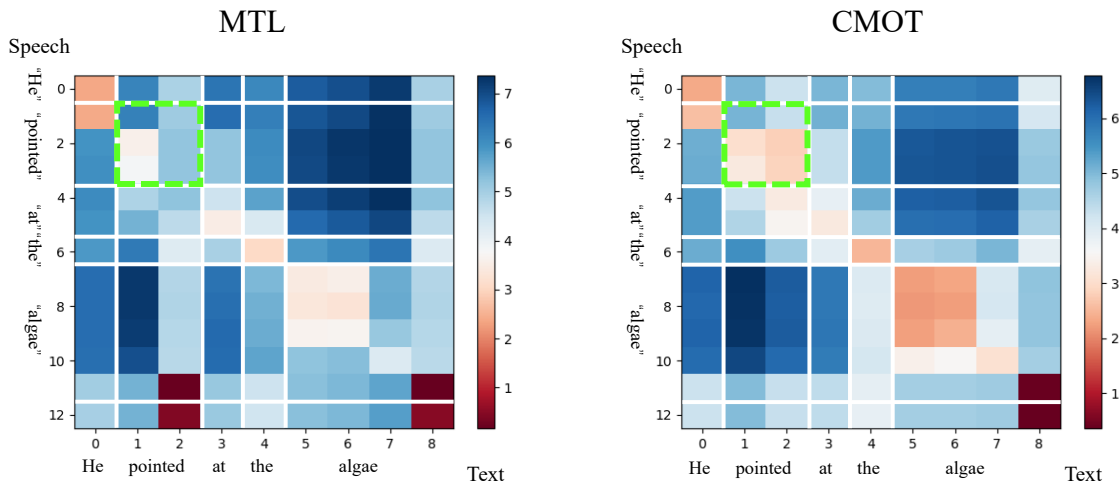 MTL
Speech
"He" "pointed" "at" "the" "algae"
0
2
4
6
8
10
12
0 1 2 3 4 5 6 7 8
He pointed at the algae
Text
7
6
5
4
3
2
1
CMOT
Speech
"He" "pointed" "at" "the" "algae"
0
2
4
6
8
10
12
0 1 2 3 4 5 6 7 8
He pointed at the algae
Text
6
5
4
3
2
1